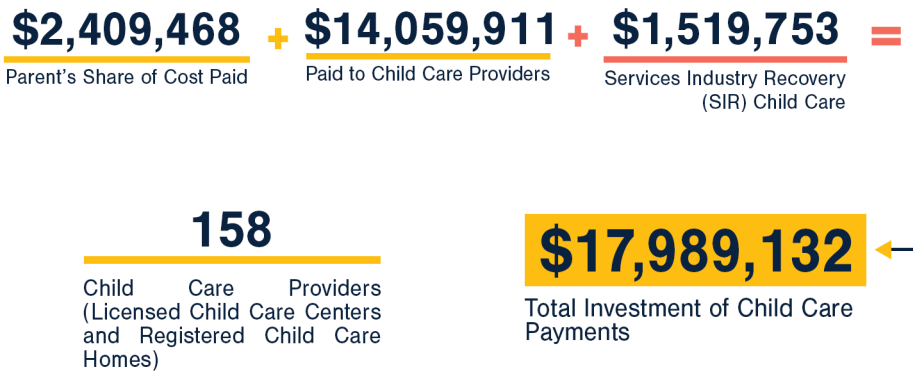 $2,409,468 + $14,059,911 + $1,519,753 =
Parent's Share of Cost Paid
Paid to Child Care Providers
Services Industry Recovery
(SIR) Child Care
158
Child Care Providers
(Licensed Child Care Centers
and Registered Child Care
Homes)
$17,989,132
Total Investment of Child Care
Payments